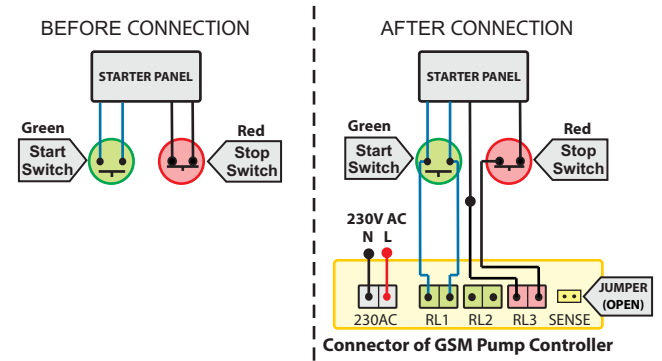 BEFORE CONNECTION
STARTER PANEL
Green
Start
Switch
Red
Stop
Switch
AFTER CONNECTION
STARTER PANEL
Green
Start
Switch
Red
Stop
Switch
230V AC
N L
JUMPER
(OPEN)
230AC RL1 RL2 RL3 SENSE
Connector of GSM Pump Controller